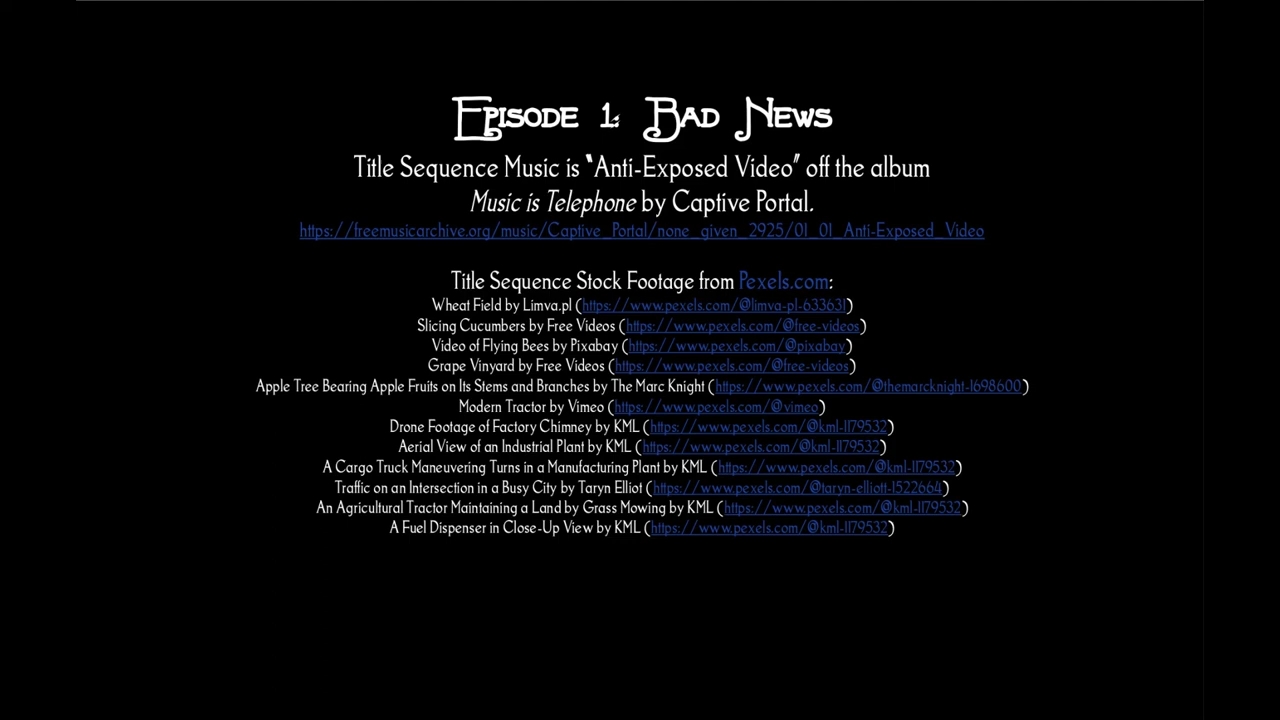 Episode 1: Bad News
Title Sequence Music is "Anti-Exposed Video" off the album
Music is Telephone by Captive Portal.
https://freemusicarchive.org/music/Captive_Portal/none_given_2925/01_01_Anti-Exposed_Video
Title Sequence Stock Footage from Pexels.com:
Wheat Field by Limva.pl (https://www.pexels.com/@limva-pl-633631)
Slicing Cucumbers by Free Videos (https://www.pexels.com/@free-videos)
Video of Flying Bees by Pixabay (https://www.pexels.com/@pixabay)
Grape Vinyard by Free Videos (https://www.pexels.com/@free-videos)
Apple Tree Bearing Apple Fruits on Its Stems and Branches by The Marc Knight (https://www.pexels.com/@themarcknight-1698600)
Modern Tractor by Vimeo (https://www.pexels.com/@vimeo)
Drone Footage of Factory Chimney by KML (https://www.pexels.com/@kml-1179532)
Aerial View of an Industrial Plant by KML (https://www.pexels.com/@kml-1179532)
A Cargo Truck Maneuvering Turns in a Manufacturing Plant by KML (https://www.pexels.com/@kml-1179532)
Traffic on an Intersection in a Busy City by Taryn Elliot (https://www.pexels.com/@taryn-elliott-1522664)
An Agricultural Tractor Maintaining a Land by Grass Mowing by KML (https://www.pexels.com/@kml-1179532)
A Fuel Dispenser in Close-Up View by KML (https://www.pexels.com/@kml-1179532)